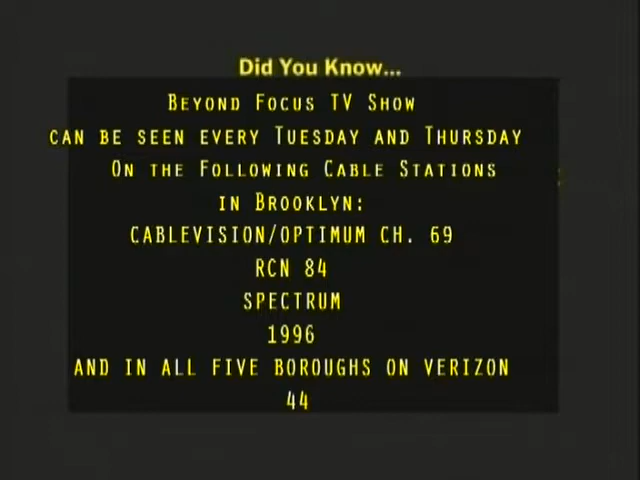 Did You Know...
Beyond Focus TV Show
can be seen every Tuesday and Thursday
On the Following Cable Stations
in Brooklyn:
CABLEVISION/OPTIMUM CH. 69
RCN 84
SPECTRUM
1996
AND IN ALL FIVE BOROUGHS ON VERIZON
44